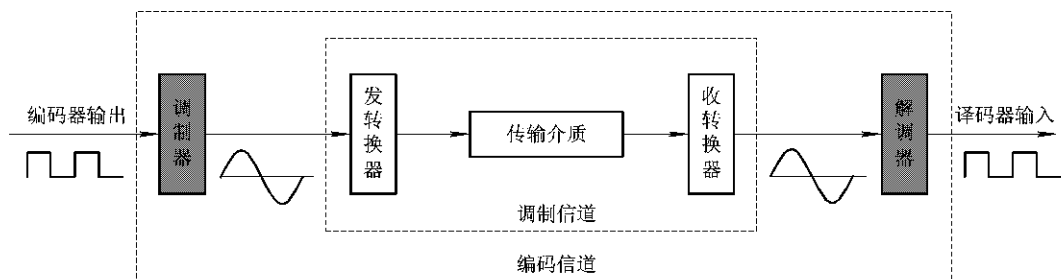 编码器输出
调制器
发转换器
传输介质
收转换器
解调器
译码器输入
调制信道
编码信道